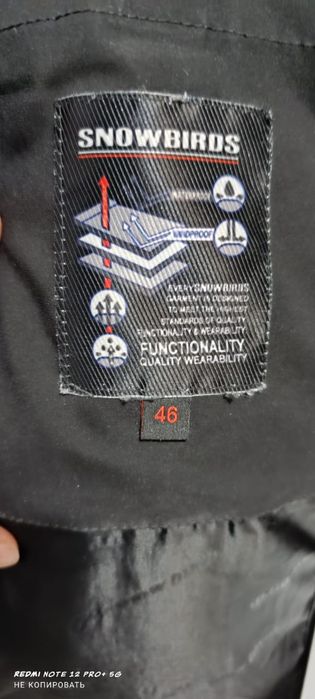 SNOWBIRDS
WATERPROOF
WINDPROOF
EVERY SNOWBIRDS
GARMENT IS DESIGNED
TO MEET THE HIGHEST
STANDARDS OF QUALITY
FUNCTIONALITY & WEARABILITY.
FUNCTIONALITY
QUALITY WEARABILITY
46
REDMI NOTE 12 PRO+ 5G
НЕ КОПИРОВАТЬ